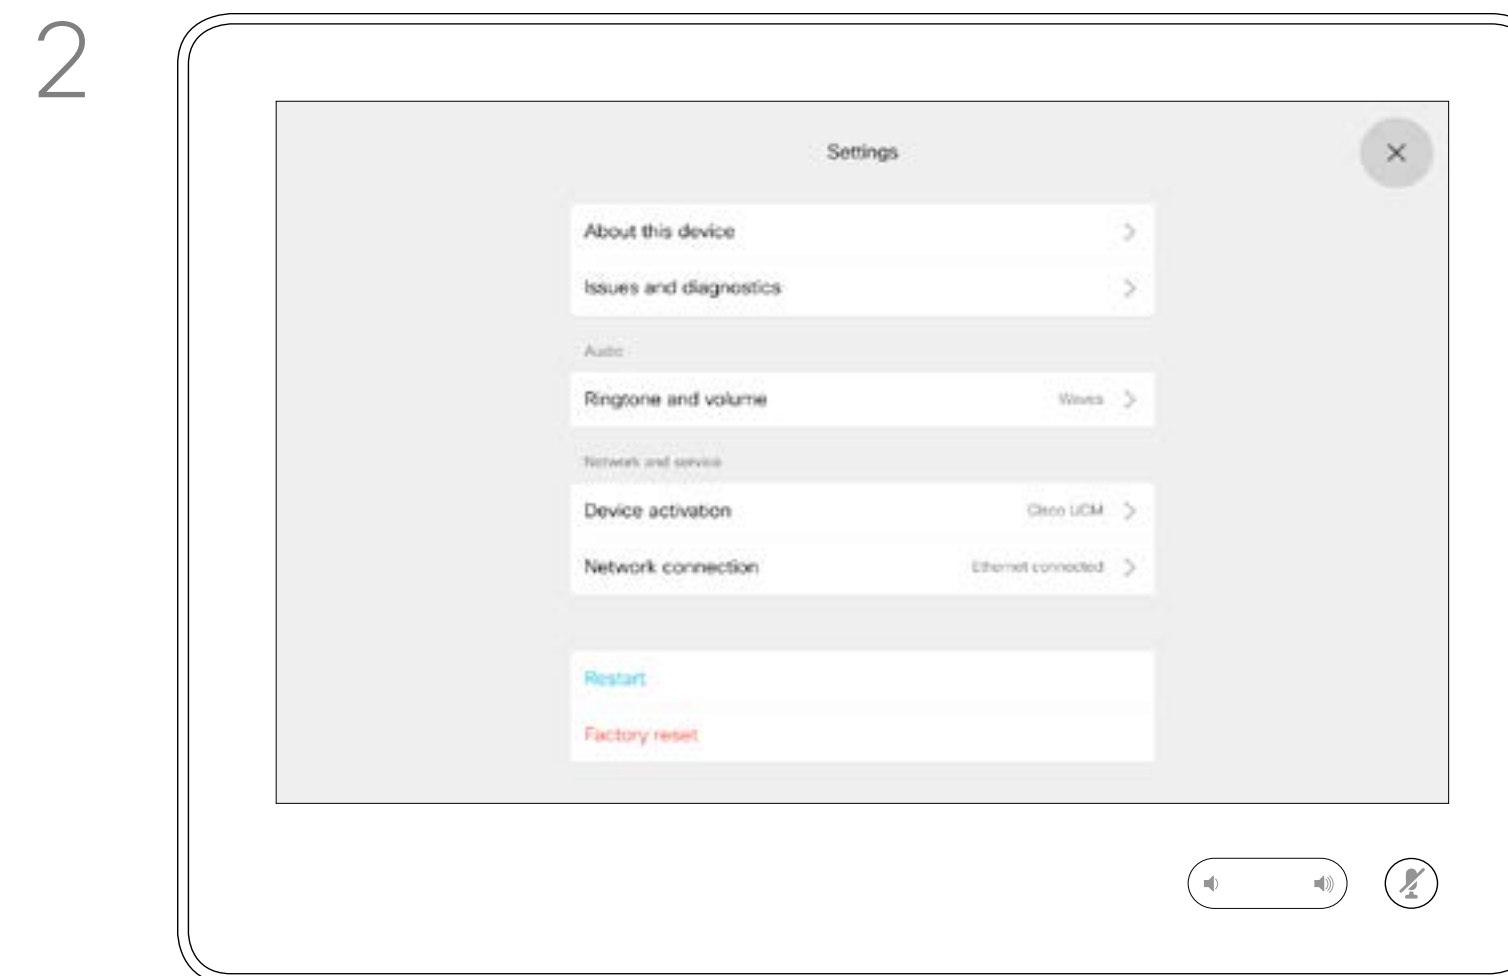 2
Settings
About this device
Issues and diagnostics
Audio
Ringtone and volume Waves
Network and service
Device activation Cisco UCM
Network connection Ethernet connected
Restart
Factory reset